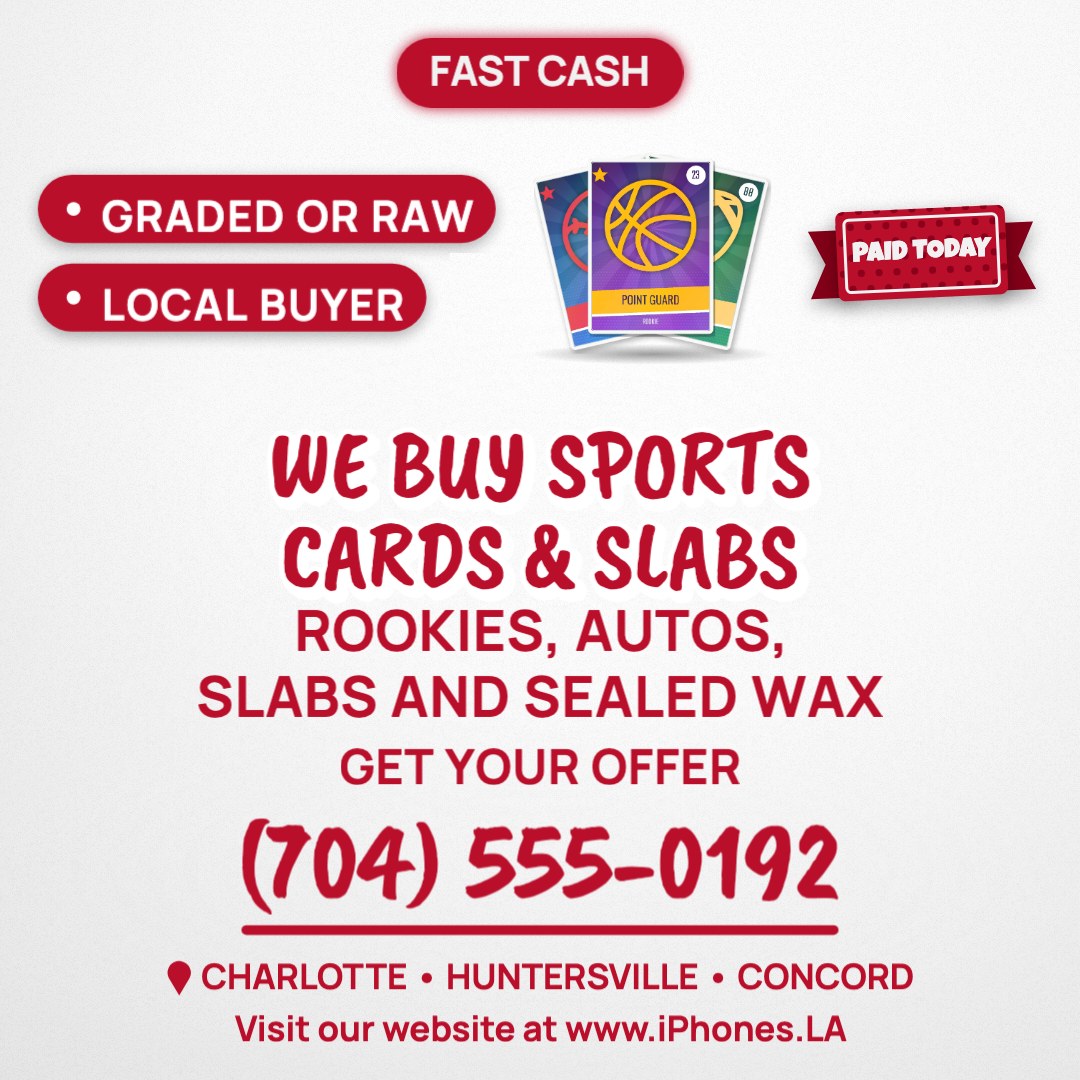 FAST CASH
• GRADED OR RAW
• LOCAL BUYER
23
88
POINT GUARD
ROOKIE
PAID TODAY
WE BUY SPORTS
CARDS & SLABS
ROOKIES, AUTOS,
SLABS AND SEALED WAX
GET YOUR OFFER
(704) 555-0192
CHARLOTTE • HUNTERSVILLE • CONCORD
Visit our website at www.iPhones.LA